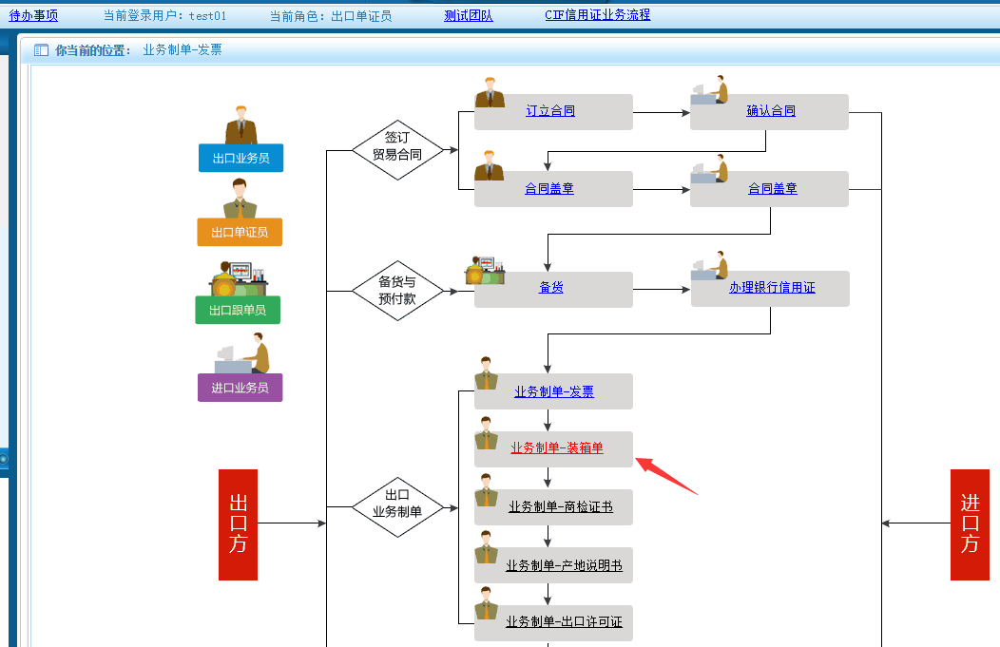 待办事项 当前登录用户：test01 当前角色：出口单证员 测试团队 CIF信用证业务流程
你当前的位置： 业务制单-发票
出口业务员
出口单证员
出口跟单员
进口业务员
签订
贸易合同
订立合同
确认合同
合同盖章
合同盖章
备货与
预付款
备货
办理银行信用证
出口
业务制单
业务制单-发票
业务制单-装箱单
业务制单-商检证书
业务制单-产地说明书
业务制单-出口许可证
出口方
进口方